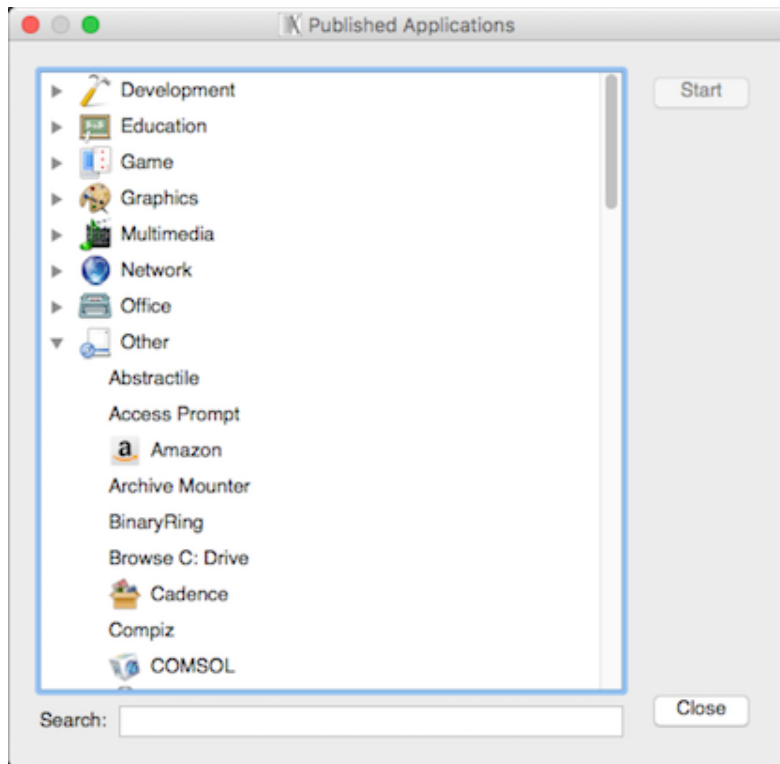 Published Applications
Development
Start
Education
Game
Graphics
Multimedia
Network
Office
Other
Abstractile
Access Prompt
a Amazon
Archive Mounter
BinaryRing
Browse C: Drive
Cadence
Compiz
COMSOL
Search:
Close